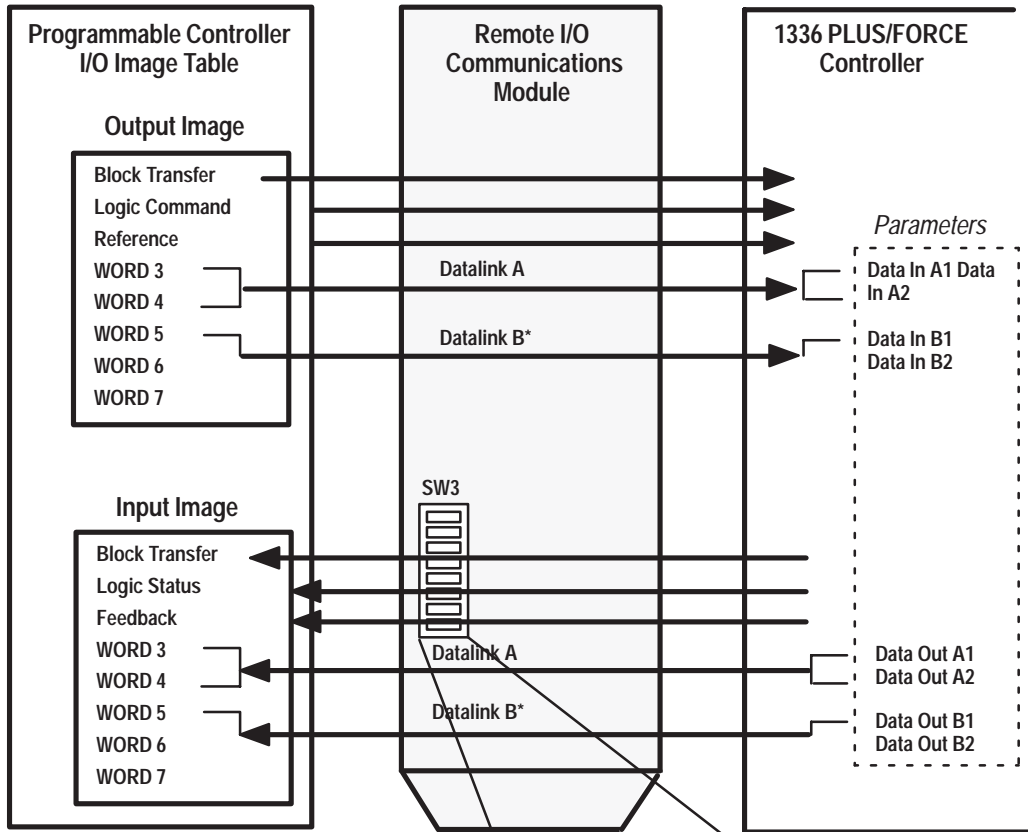 Programmable Controller
I/O Image Table
Remote I/O
Communications
Module
1336 PLUS/FORCE
Controller
Output Image
Block Transfer
Logic Command
Reference
WORD 3
WORD 4
WORD 5
WORD 6
WORD 7
Datalink A
Datalink B*
Parameters
Data In A1 Data
In A2
Data In B1
Data In B2
SW3
Input Image
Block Transfer
Logic Status
Feedback
WORD 3
WORD 4
WORD 5
WORD 6
WORD 7
Datalink A
Datalink B*
Data Out A1
Data Out A2
Data Out B1
Data Out B2